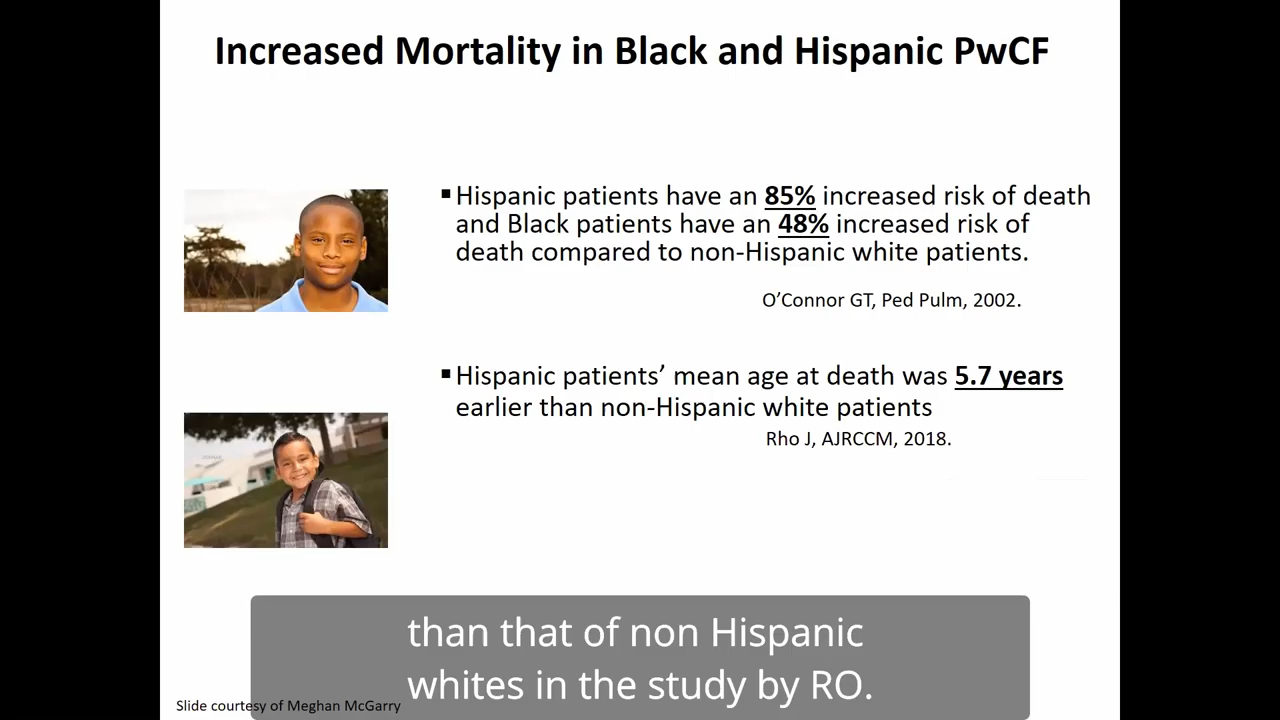 Increased Mortality in Black and Hispanic PwCF
▪Hispanic patients have an 85% increased risk of death
and Black patients have an 48% increased risk of
death compared to non-Hispanic white patients.
O’Connor GT, Ped Pulm, 2002.
▪Hispanic patients’ mean age at death was 5.7 years
earlier than non-Hispanic white patients
Rho J, AJRCCM, 2018.
than that of non Hispanic
whites in the study by RO.
Slide courtesy of Meghan McGarry